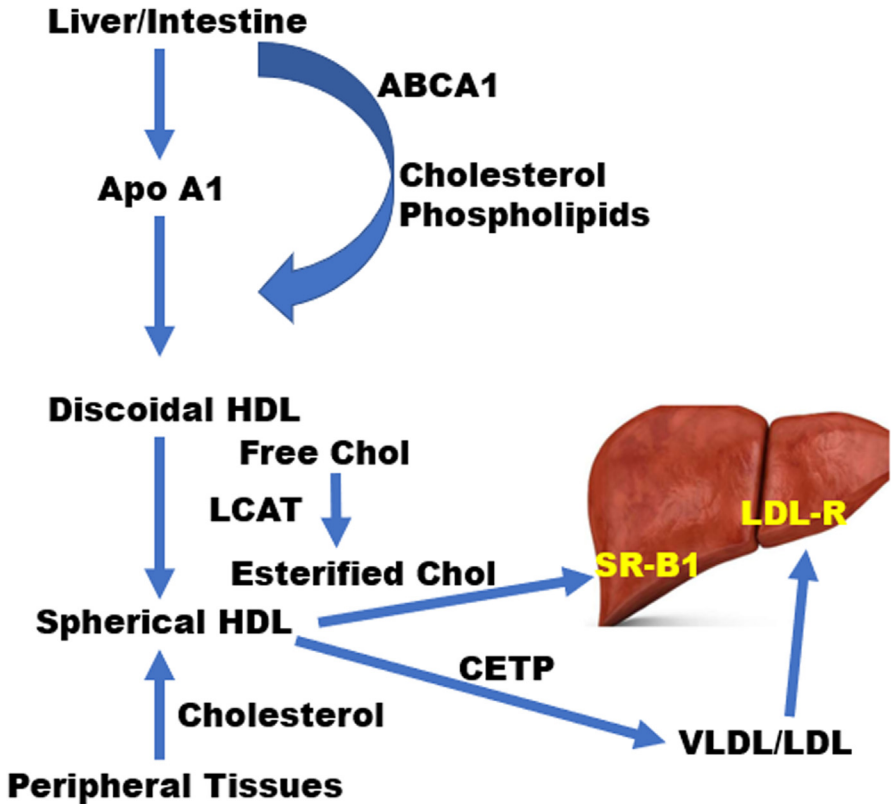 Liver/Intestine
ABCA1
Cholesterol
Phospholipids
Apo A1
Discoidal HDL
Free Chol
LCAT
Esterified Chol
LDL-R
SR-B1
Spherical HDL
CETP
Cholesterol
VLDL/LDL
Peripheral Tissues